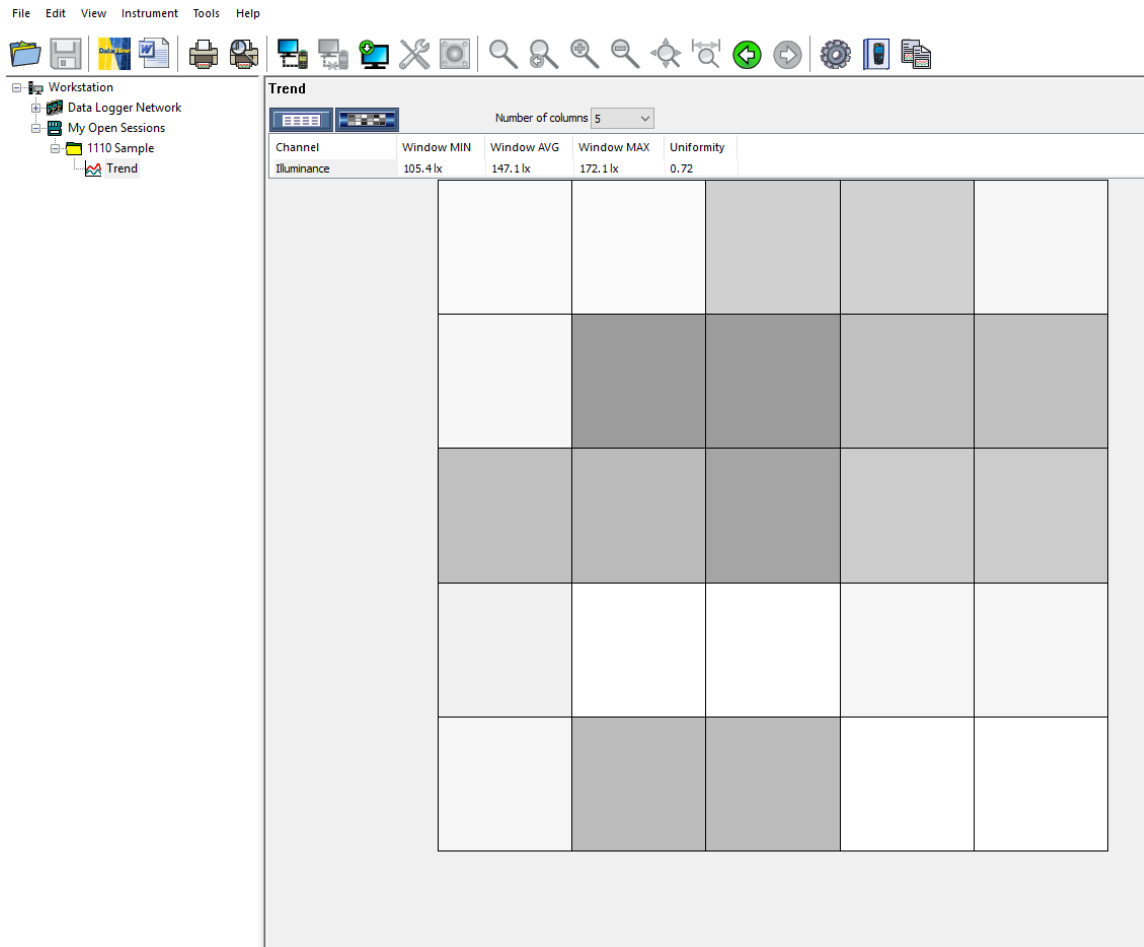 File Edit View Instrument Tools Help
DataView
W
Workstation
Data Logger Network
My Open Sessions
1110 Sample
Trend
Trend
Number of columns 5
Channel Window MIN Window AVG Window MAX Uniformity
Illuminance 105.4 lx 147.1 lx 172.1 lx 0.72